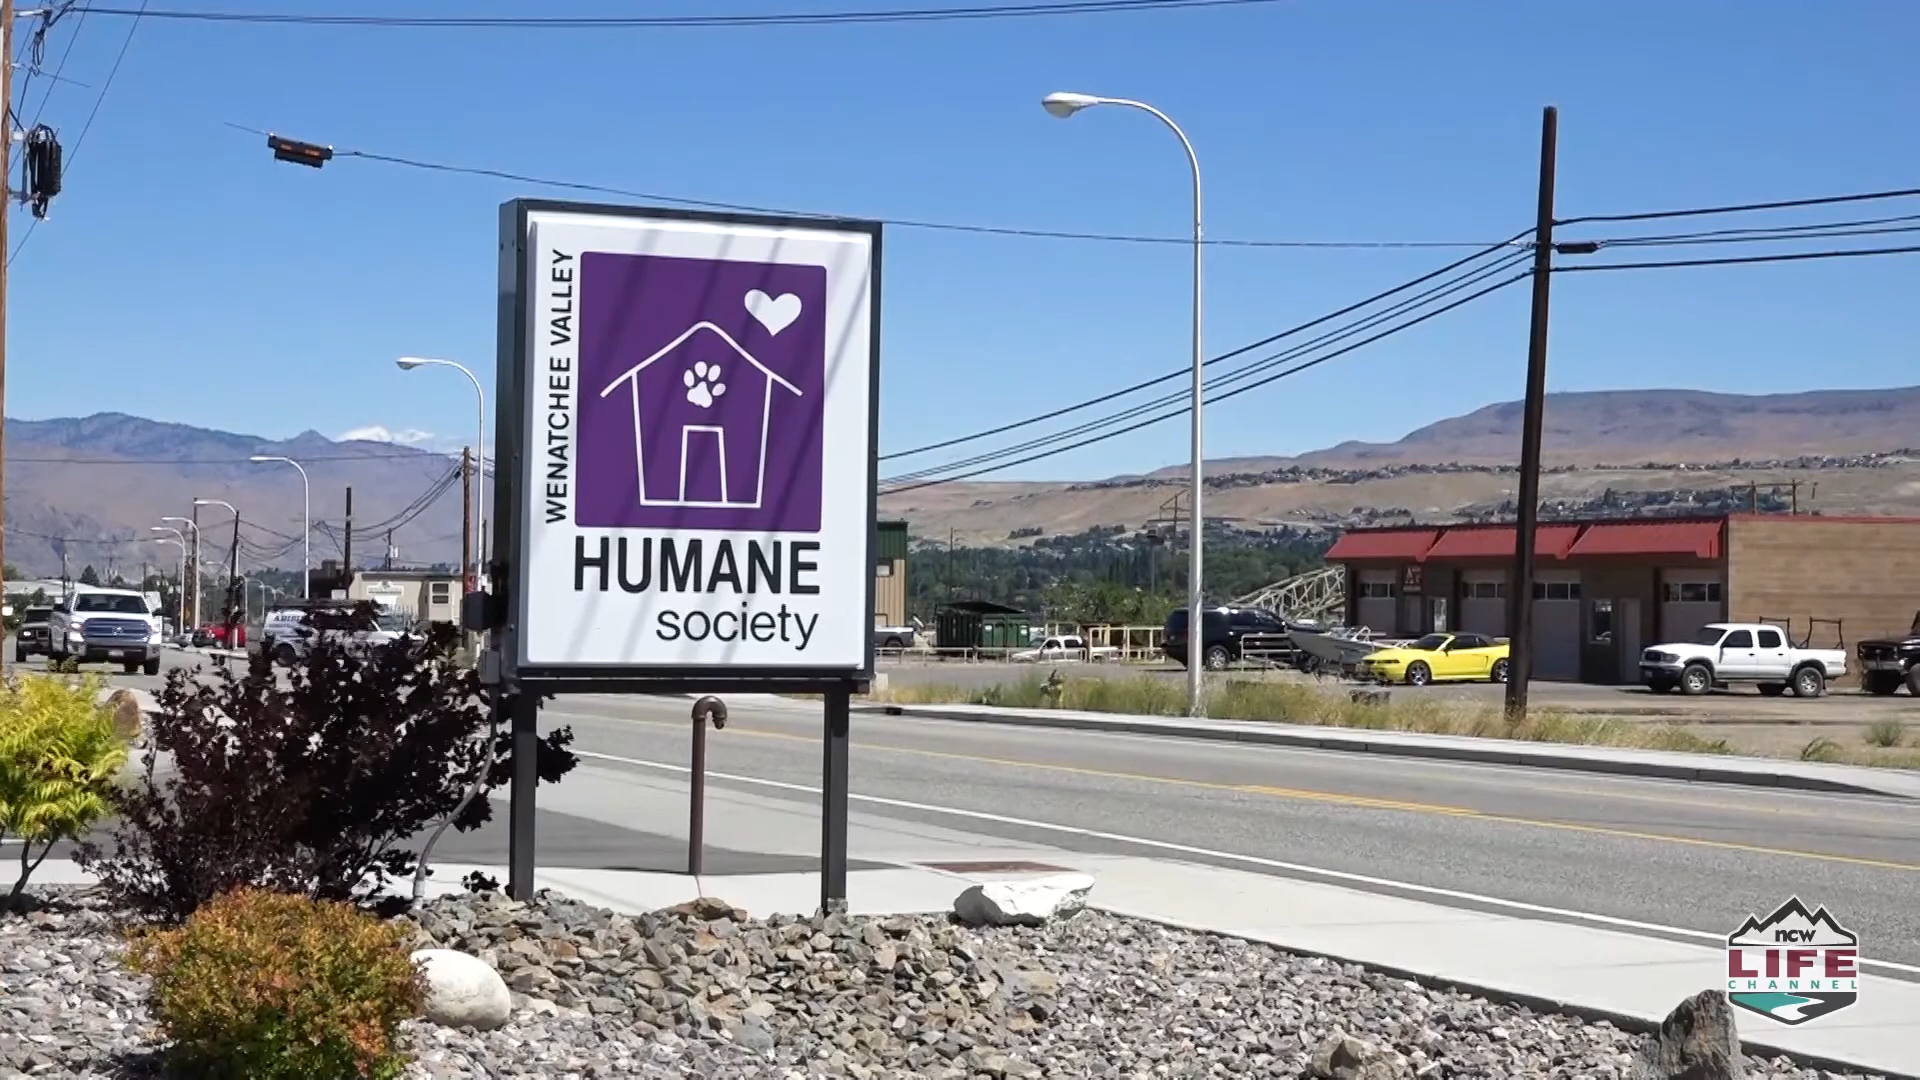 WENATCHEE VALLEY
HUMANE
society
ncw
LIFE
CHANNEL